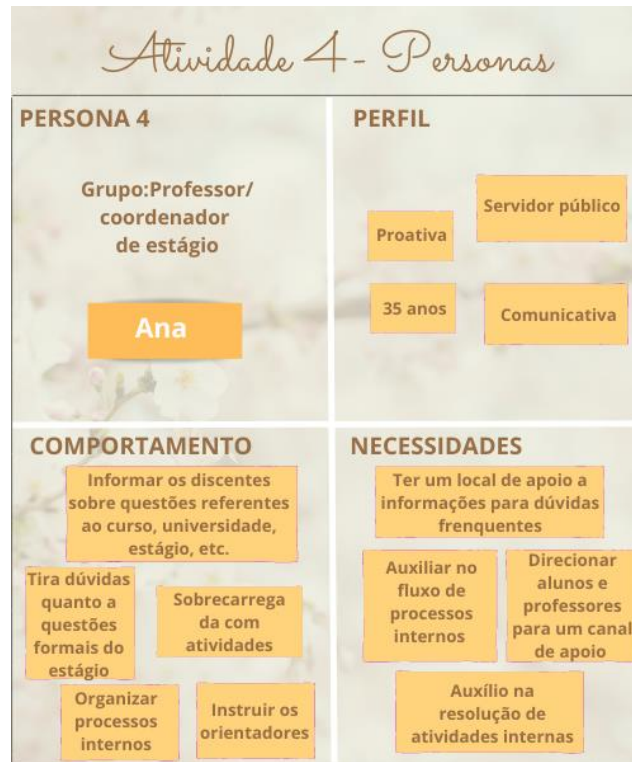 Atividade 4 - Personas
PERSONA 4
Grupo:Professor/
coordenador
de estágio
Ana
PERFIL
Servidor público
Proativa
35 anos
Comunicativa
COMPORTAMENTO
Informar os discentes
sobre questões referentes
ao curso, universidade,
estágio, etc.
Tira dúvidas
quanto a
questões
formais do
estágio
Sobrecarrega
da com
atividades
Organizar
processos
internos
Instruir os
orientadores
NECESSIDADES
Ter um local de apoio a
informações para dúvidas
frenquentes
Auxiliar no
fluxo de
processos
internos
Direcionar
alunos e
professores
para um canal
de apoio
Auxílio na
resolução de
atividades internas